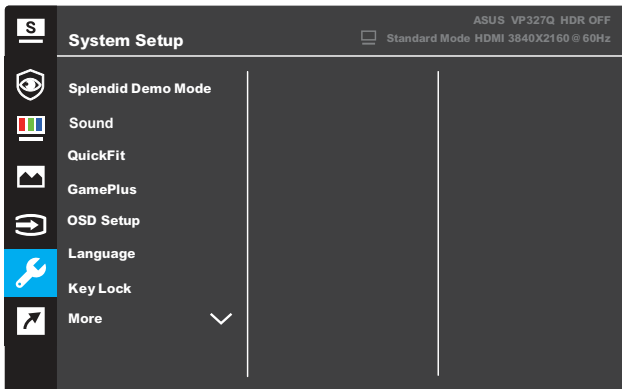 S
ASUS VP327Q HDR OFF
System Setup
Standard Mode HDMI 3840X2160 @ 60Hz
Splendid Demo Mode
Sound
QuickFit
GamePlus
OSD Setup
Language
Key Lock
More